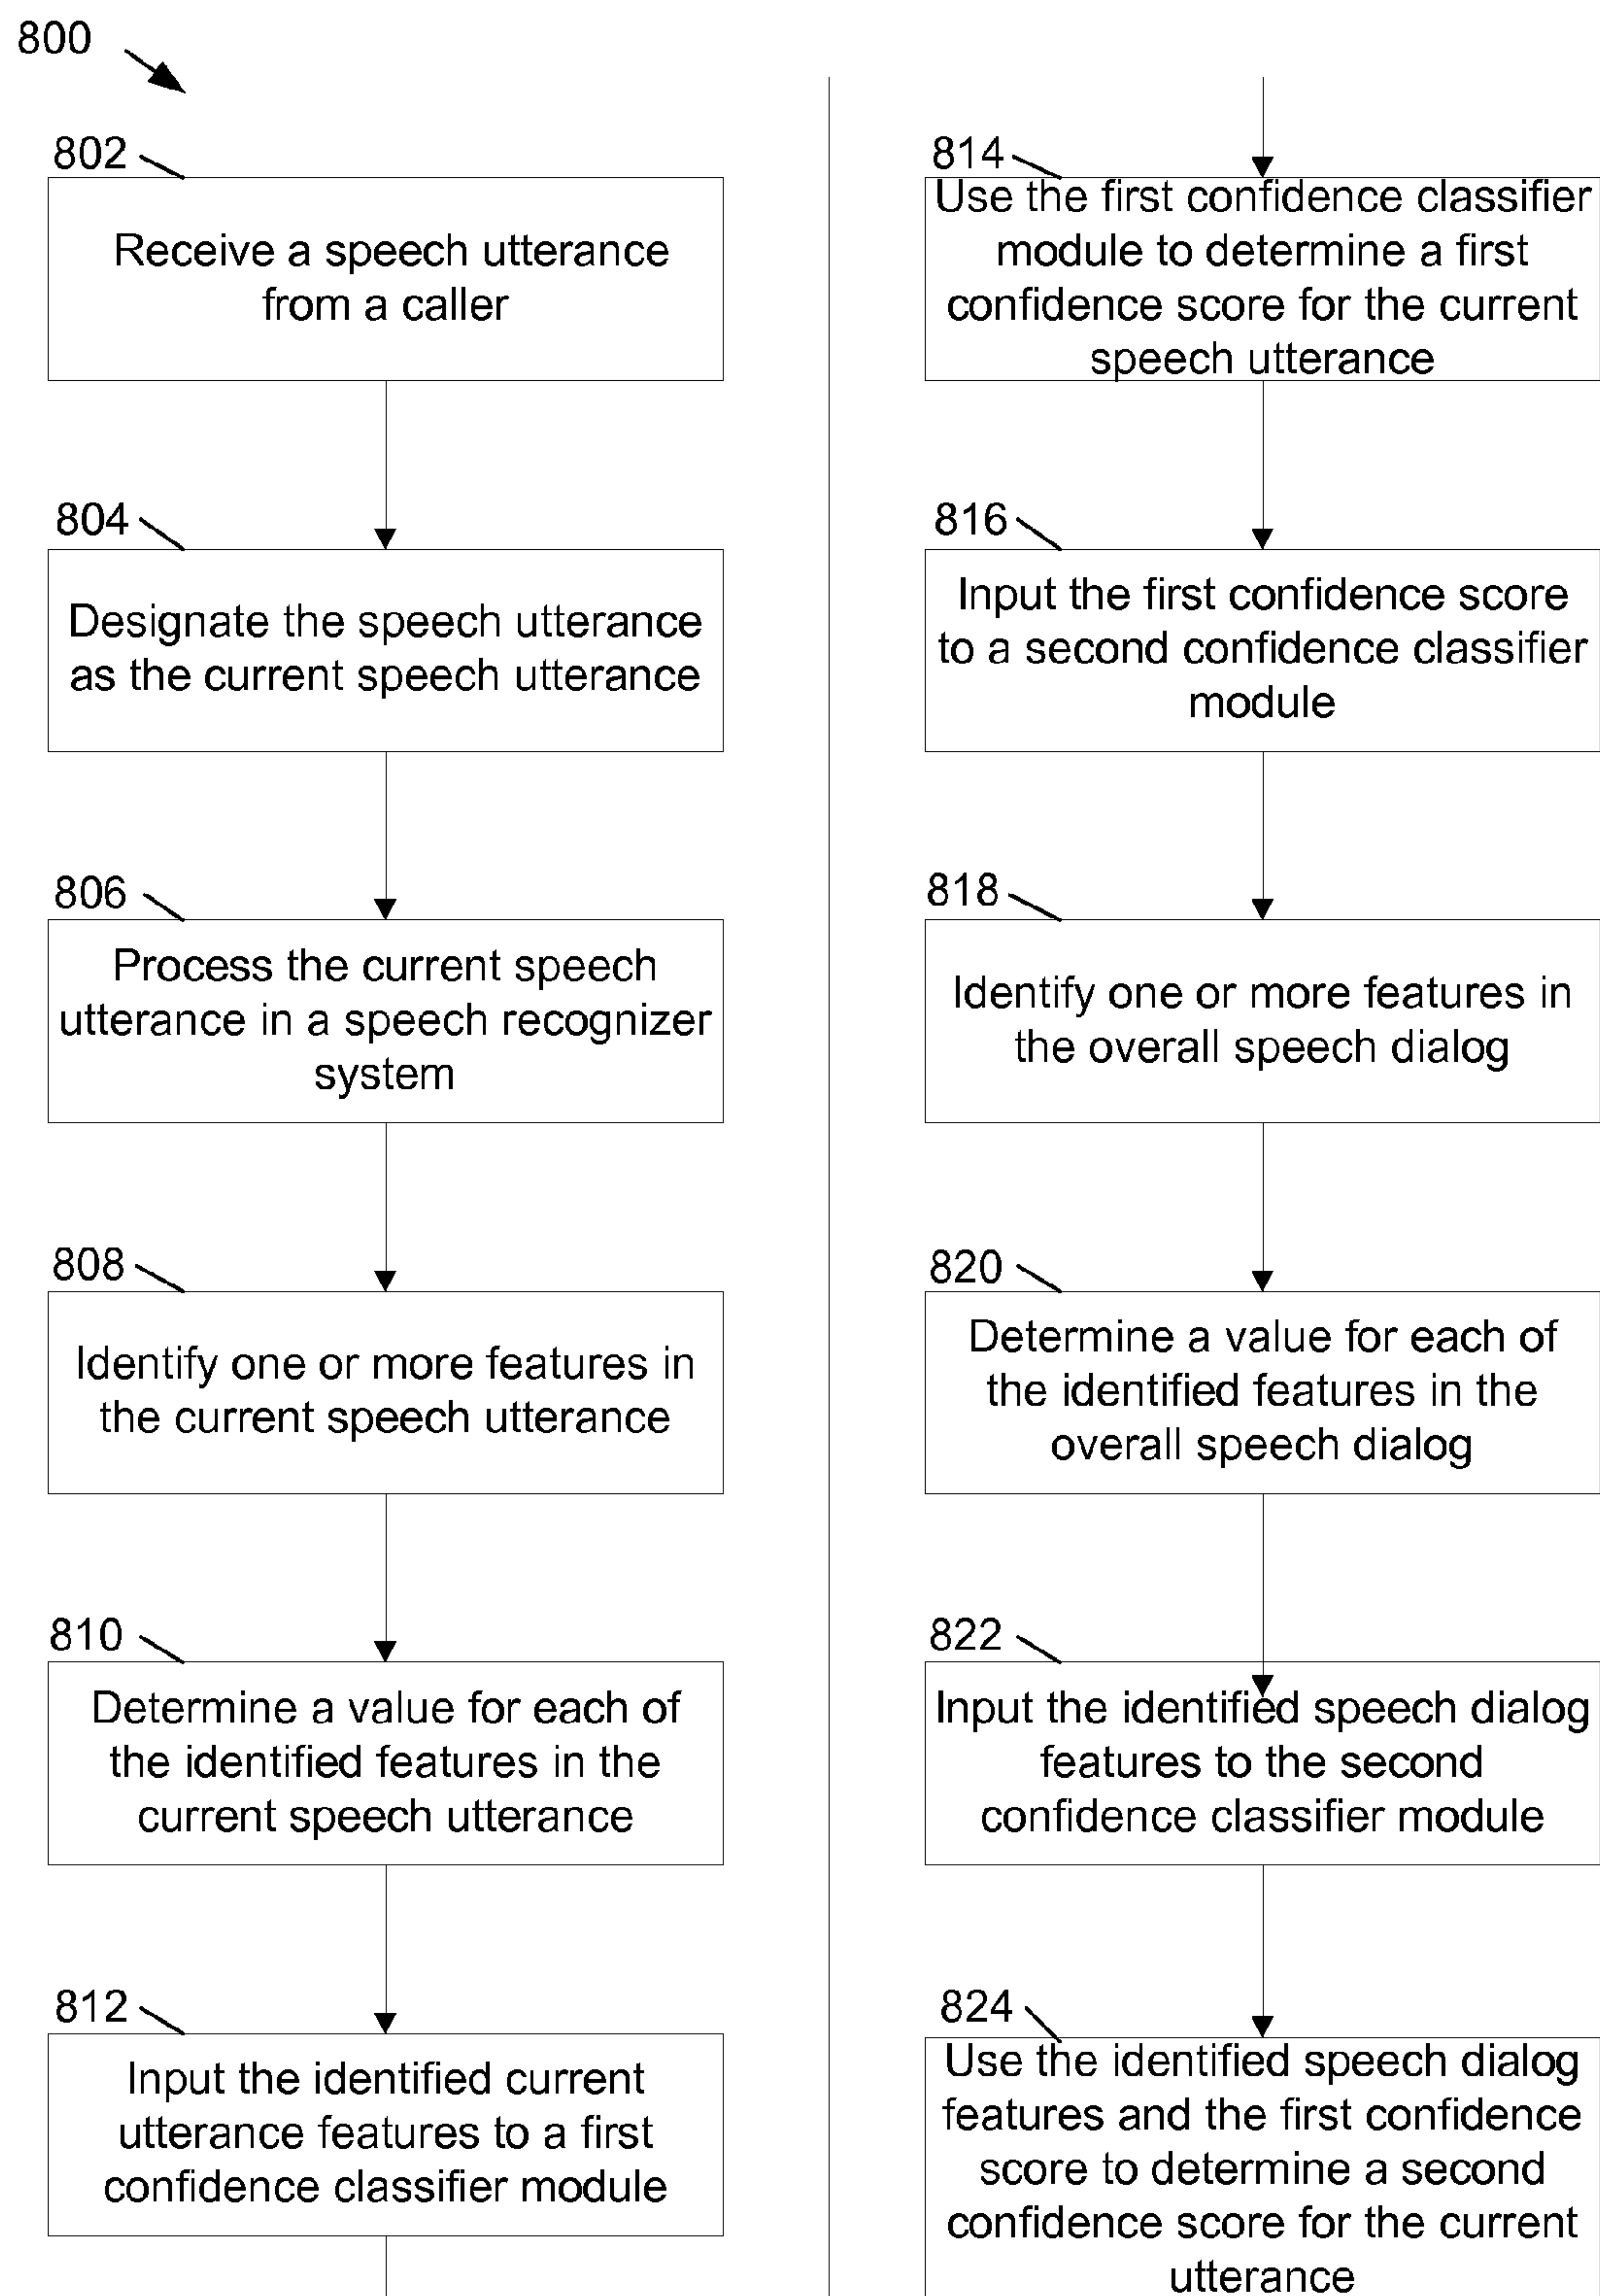 800
802
Receive a speech utterance
from a caller
804
Designate the speech utterance
as the current speech utterance
806
Process the current speech
utterance in a speech recognizer
system
808
Identify one or more features in
the current speech utterance
810
Determine a value for each of
the identified features in the
current speech utterance
812
Input the identified current
utterance features to a first
confidence classifier module
814
Use the first confidence classifier
module to determine a first
confidence score for the current
speech utterance
816
Input the first confidence score
to a second confidence classifier
module
818
Identify one or more features in
the overall speech dialog
820
Determine a value for each of
the identified features in the
overall speech dialog
822
Input the identified speech dialog
features to the second
confidence classifier module
824
Use the identified speech dialog
features and the first confidence
score to determine a second
confidence score for the current
utterance